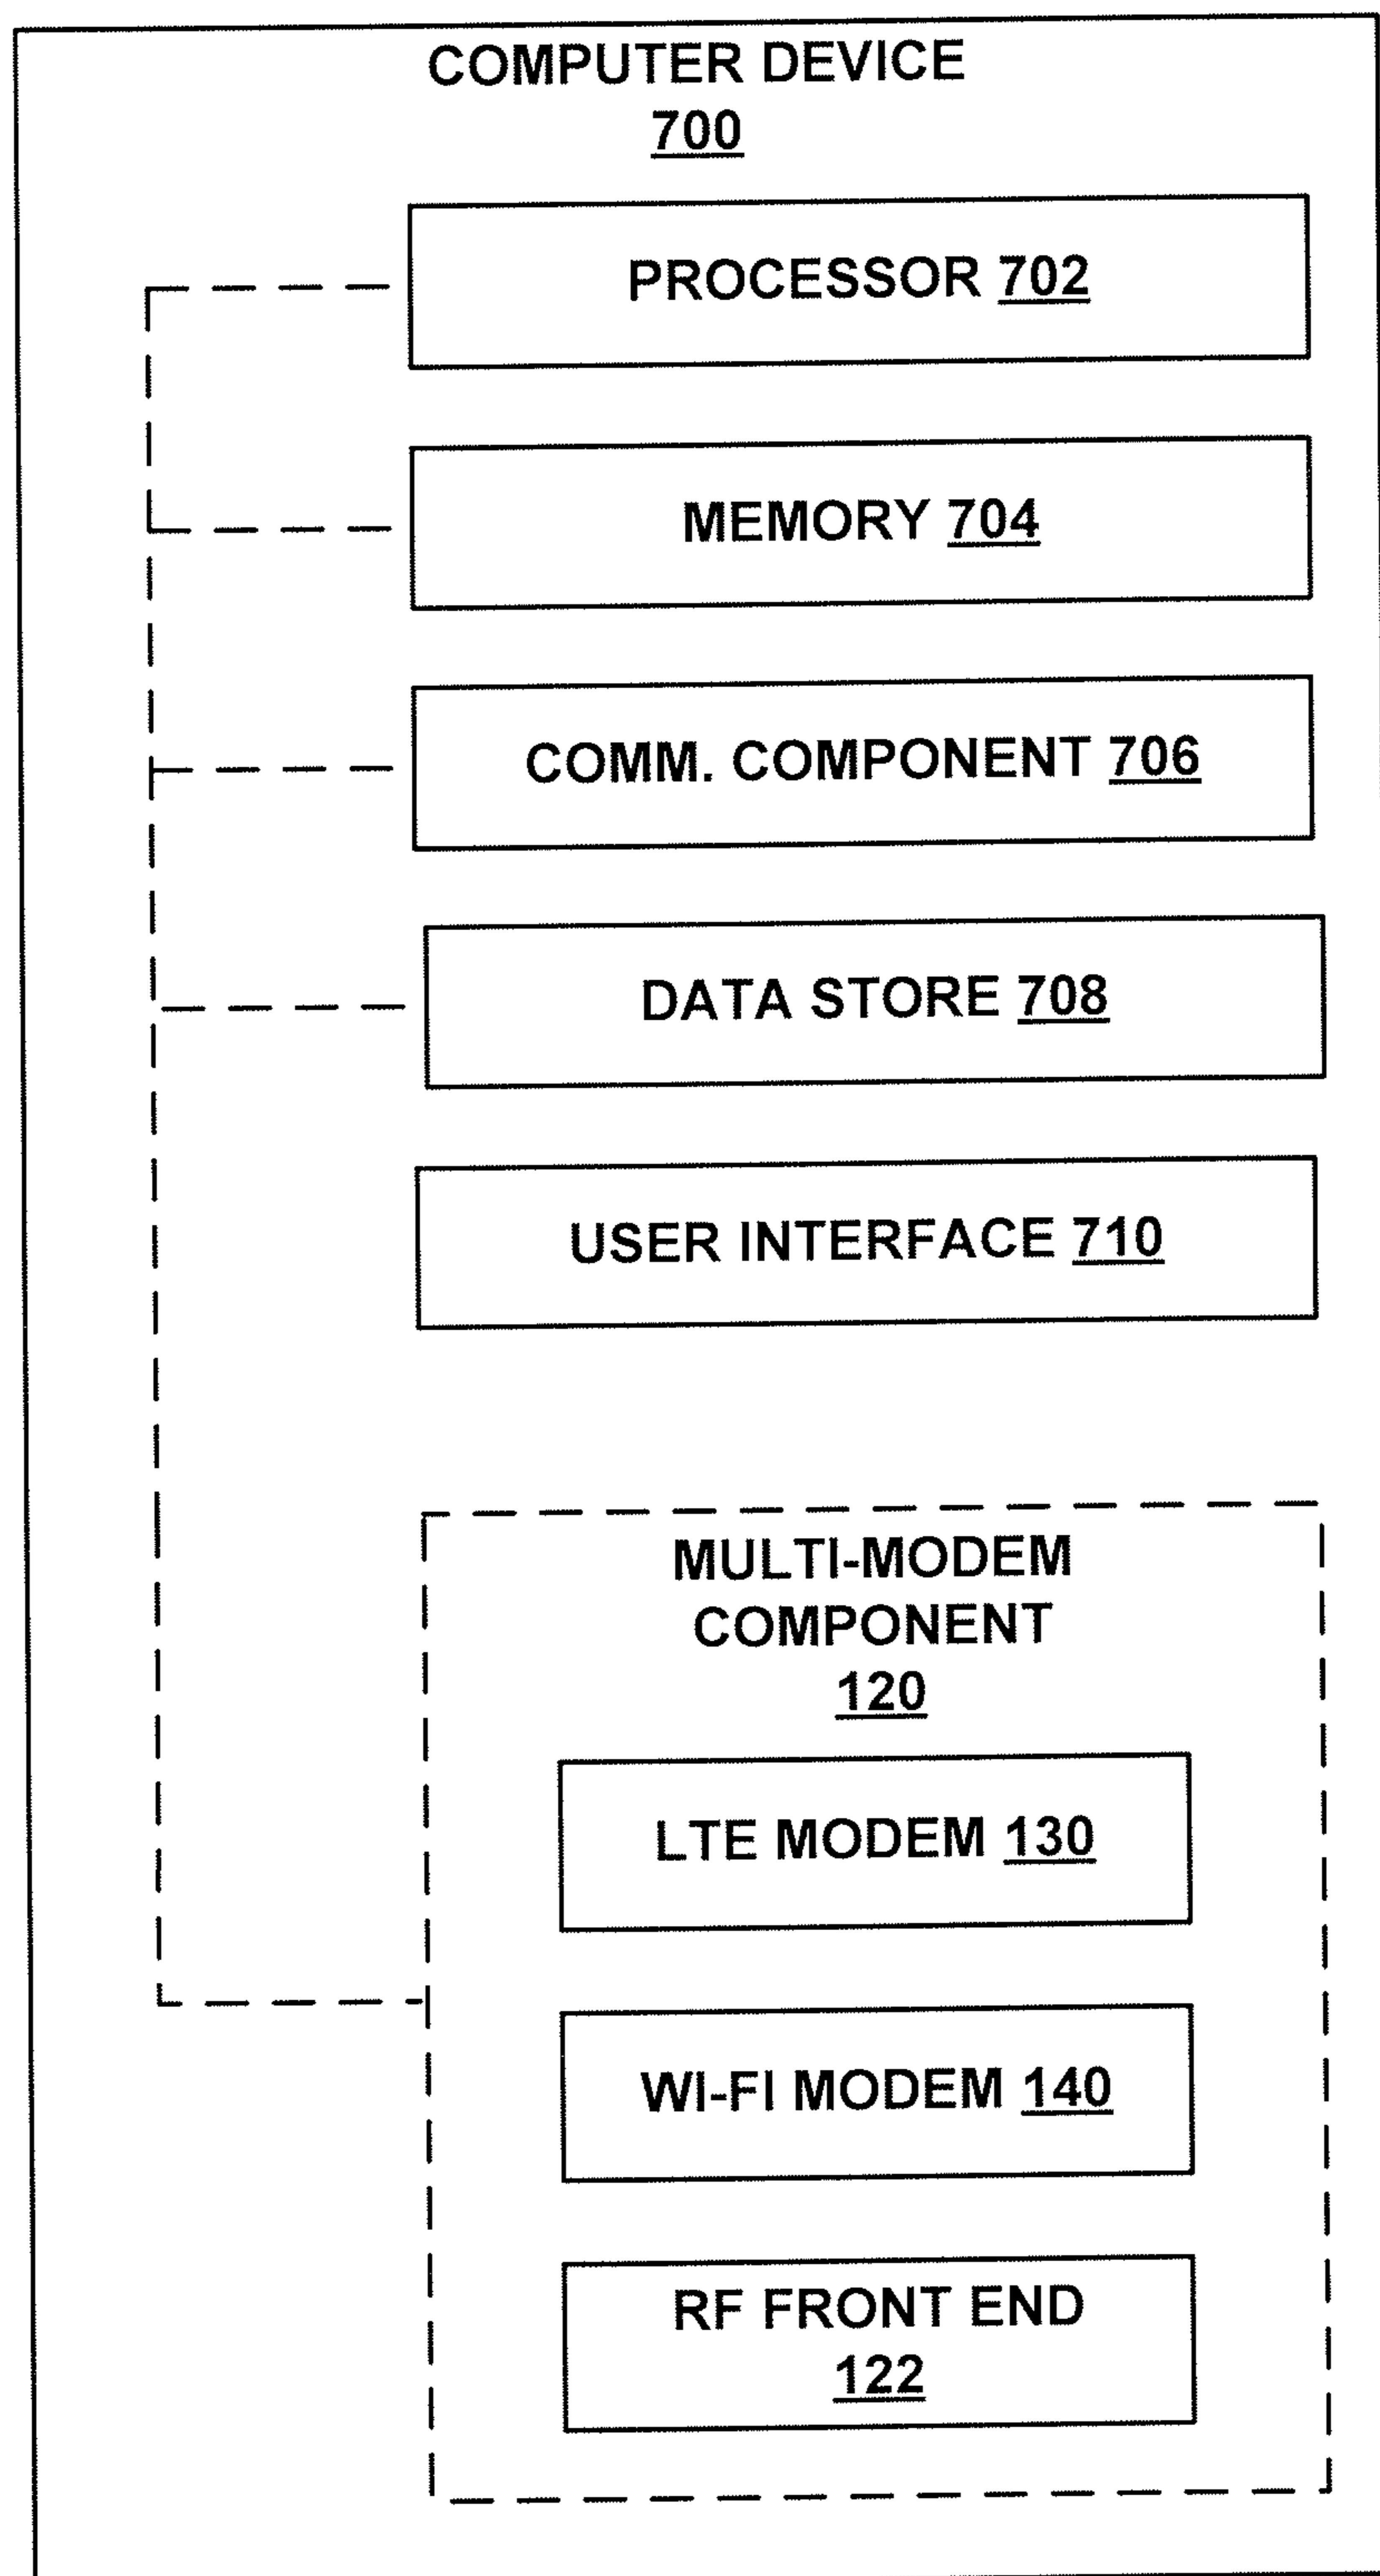 COMPUTER DEVICE
700
PROCESSOR 702
MEMORY 704
COMM. COMPONENT 706
DATA STORE 708
USER INTERFACE 710
MULTI-MODEM
COMPONENT
120
LTE MODEM 130
WI-FI MODEM 140
RF FRONT END
122